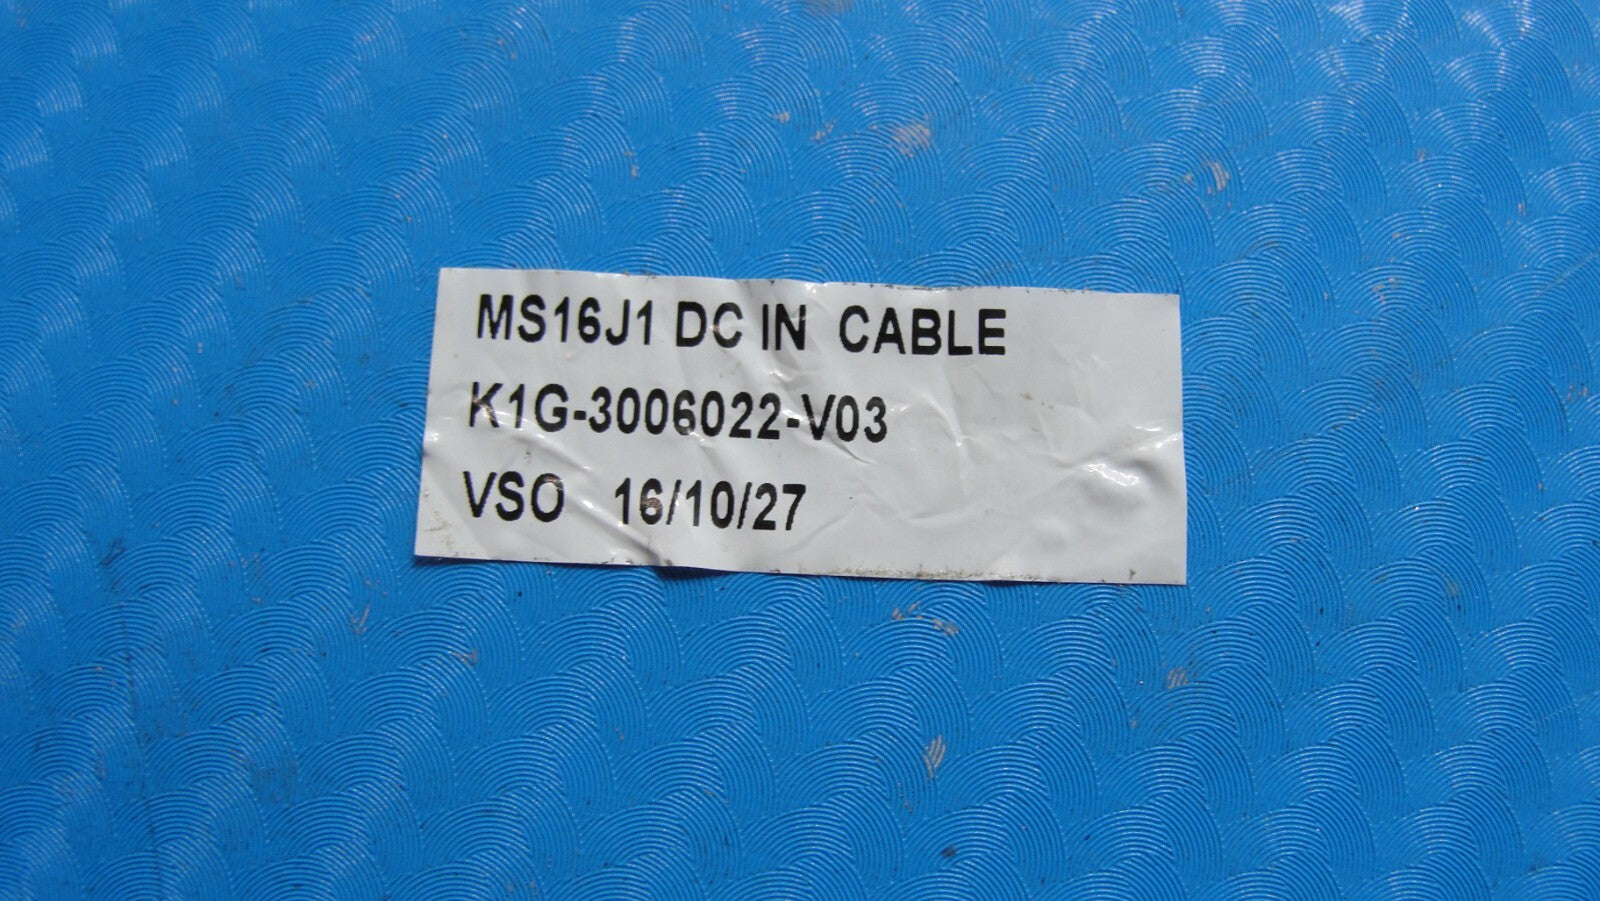 MS16J1 DC IN CABLE
K1G-3006022-V03
VSO 16/10/27